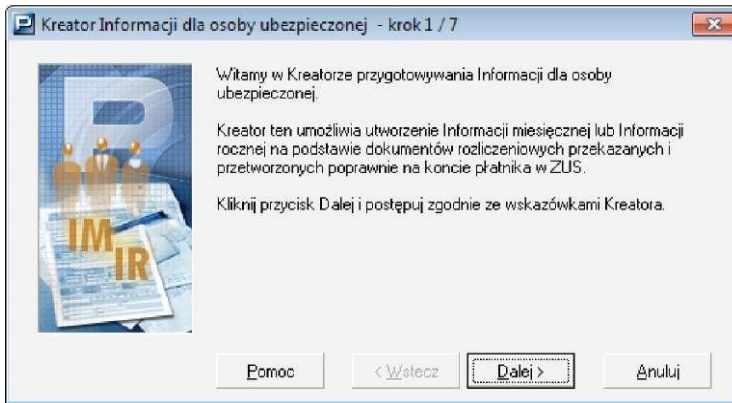 Kreator Informacji dla osoby ubezpieczonej - krok 1 / 7
Witamy w Kreatorze przygotowywania Informacji dla osoby
ubezpieczonej.
Kreator ten umożliwia utworzenie Informacji miesięcznej lub Informacji
rocznej na podstawie dokumentów rozliczeniowych przekazanych i
przetworzonych poprawnie na koncie płatnika w ZUS.
Kliknij przycisk Dalej i postępuj zgodnie ze wskazówkami Kreatora.
IM
IR
Pomoc
< Wstecz
Dalej >
Anuluj